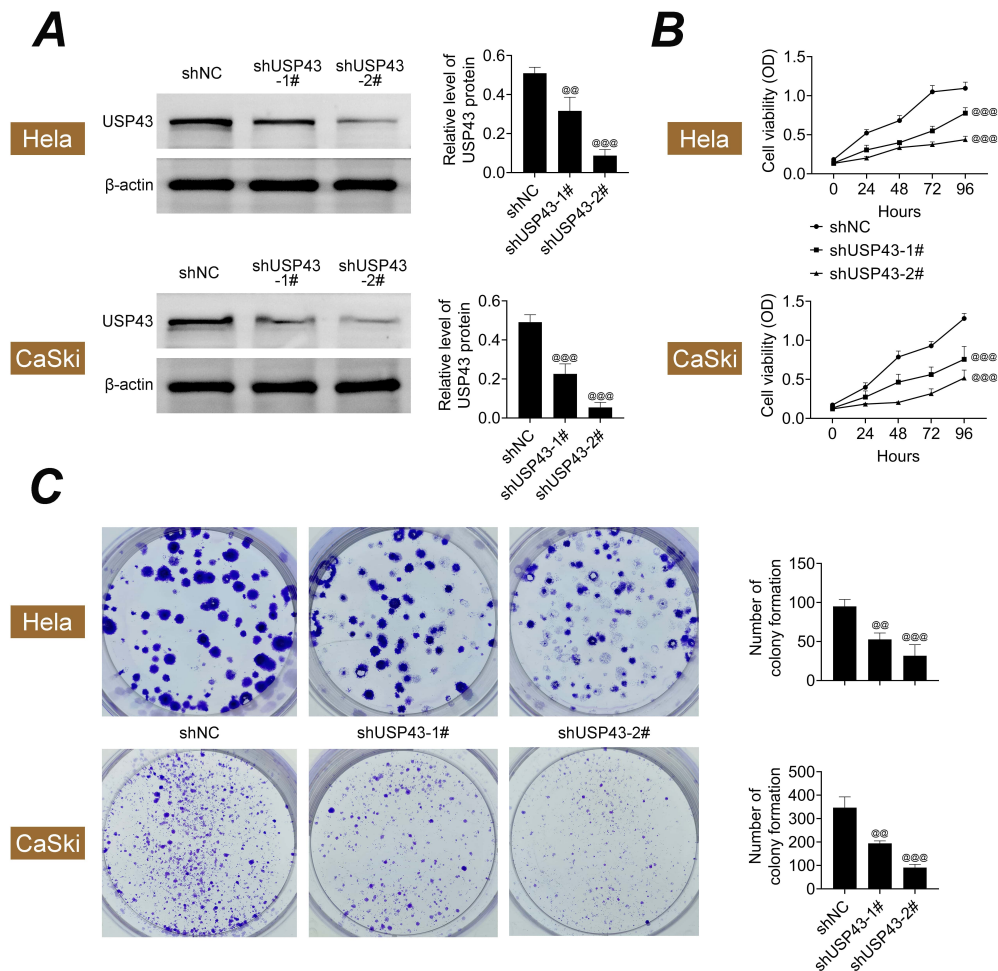 A
shNC
shUSP43
-1#
shUSP43
-2#
Hela
USP43
β-actin
Relative level of
USP43 protein
0.6
0.4
0.2
0.0
@@
@@@
shNC
shUSP43-1#
shUSP43-2#
shNC
shUSP43
-1#
shUSP43
-2#
CaSki
USP43
β-actin
Relative level of
USP43 protein
0.6
0.4
0.2
0.0
@@@
@@@
shNC
shUSP43-1#
shUSP43-2#
B
Hela
Cell viability (OD)
1.5
1.0
0.5
0.0
@@@
@@@
0 24 48 72 96
Hours
shNC
shUSP43-1#
shUSP43-2#
CaSki
Cell viability (OD)
1.5
1.0
0.5
0.0
@@@
@@@
0 24 48 72 96
Hours
C
Hela
shNC
shUSP43-1#
shUSP43-2#
CaSki
Number of
colony formation
150
100
50
0
@@
@@@
Number of
colony formation
500
400
300
200
100
0
@@
@@@
shNC
shUSP43-1#
shUSP43-2#